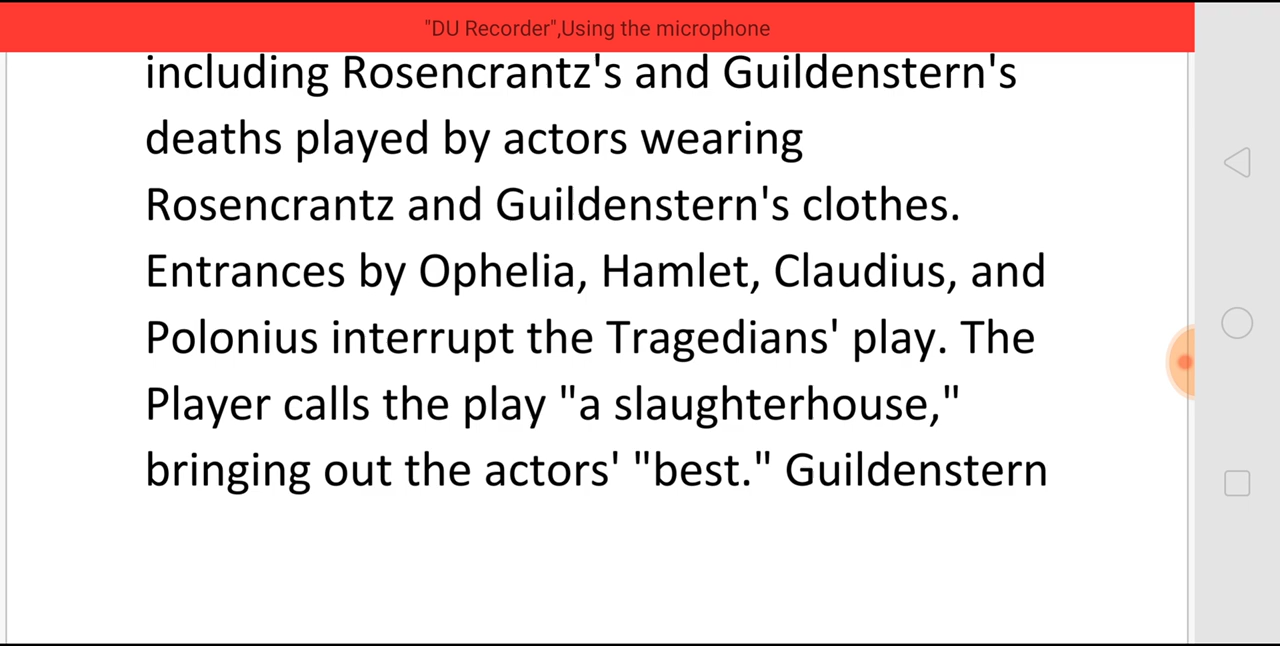 "DU Recorder",Using the microphone
including Rosencrantz's and Guildenstern's
deaths played by actors wearing
Rosencrantz and Guildenstern's clothes.
Entrances by Ophelia, Hamlet, Claudius, and
Polonius interrupt the Tragedians' play. The
Player calls the play "a slaughterhouse,"
bringing out the actors' "best." Guildenstern